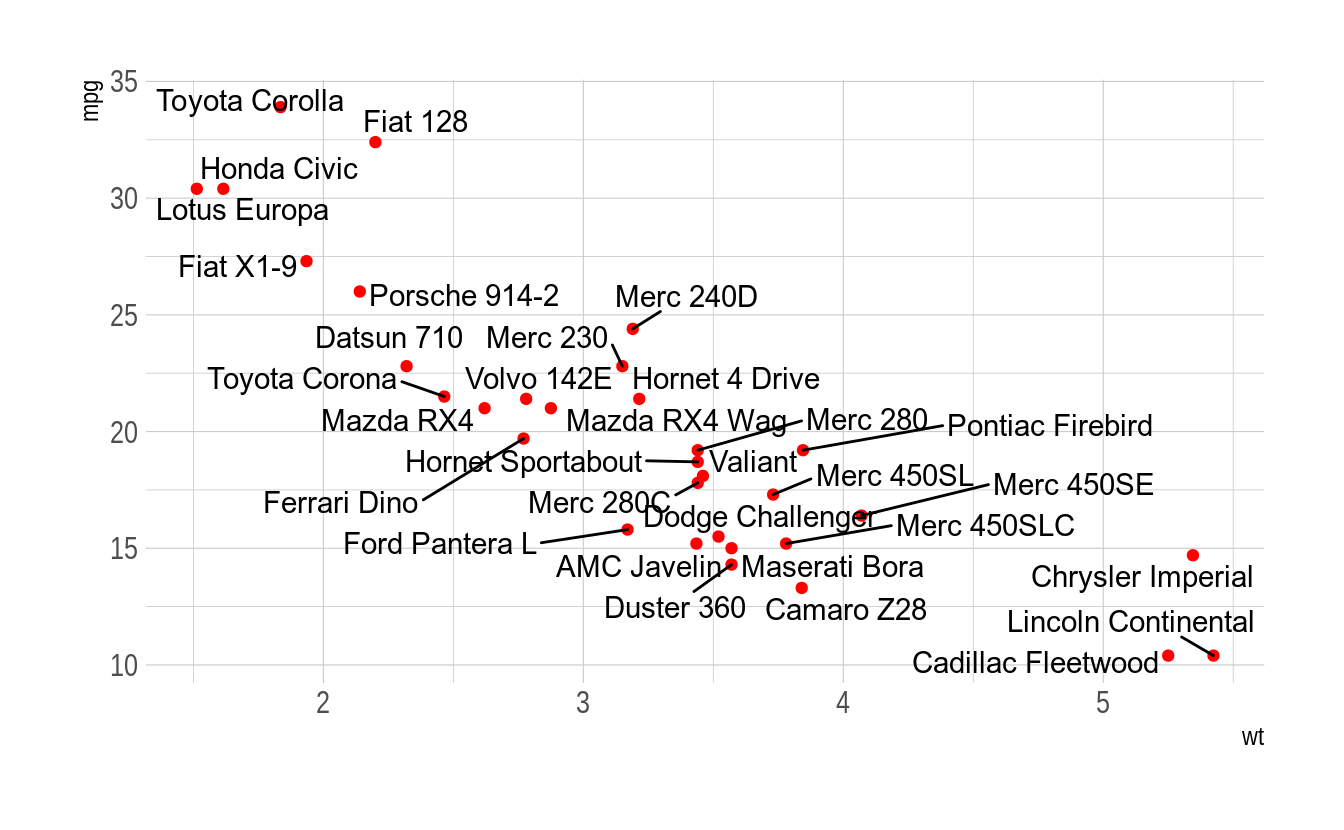 mpg
35
Toyota Corolla
Fiat 128
Honda Civic
30
Lotus Europa
Fiat X1-9
Porsche 914-2
Merc 240D
25
Datsun 710
Merc 230
Toyota Corona
Volvo 142E
Hornet 4 Drive
Mazda RX4
Mazda RX4 Wag
Merc 280
Pontiac Firebird
20
Hornet Sportabout
Valiant
Merc 450SL
Merc 450SE
Ferrari Dino
Merc 280C
Dodge Challenger
Merc 450SLC
Ford Pantera L
15
AMC Javelin
Maserati Bora
Chrysler Imperial
Duster 360
Camaro Z28
Lincoln Continental
10
Cadillac Fleetwood
2
3
4
5
wt